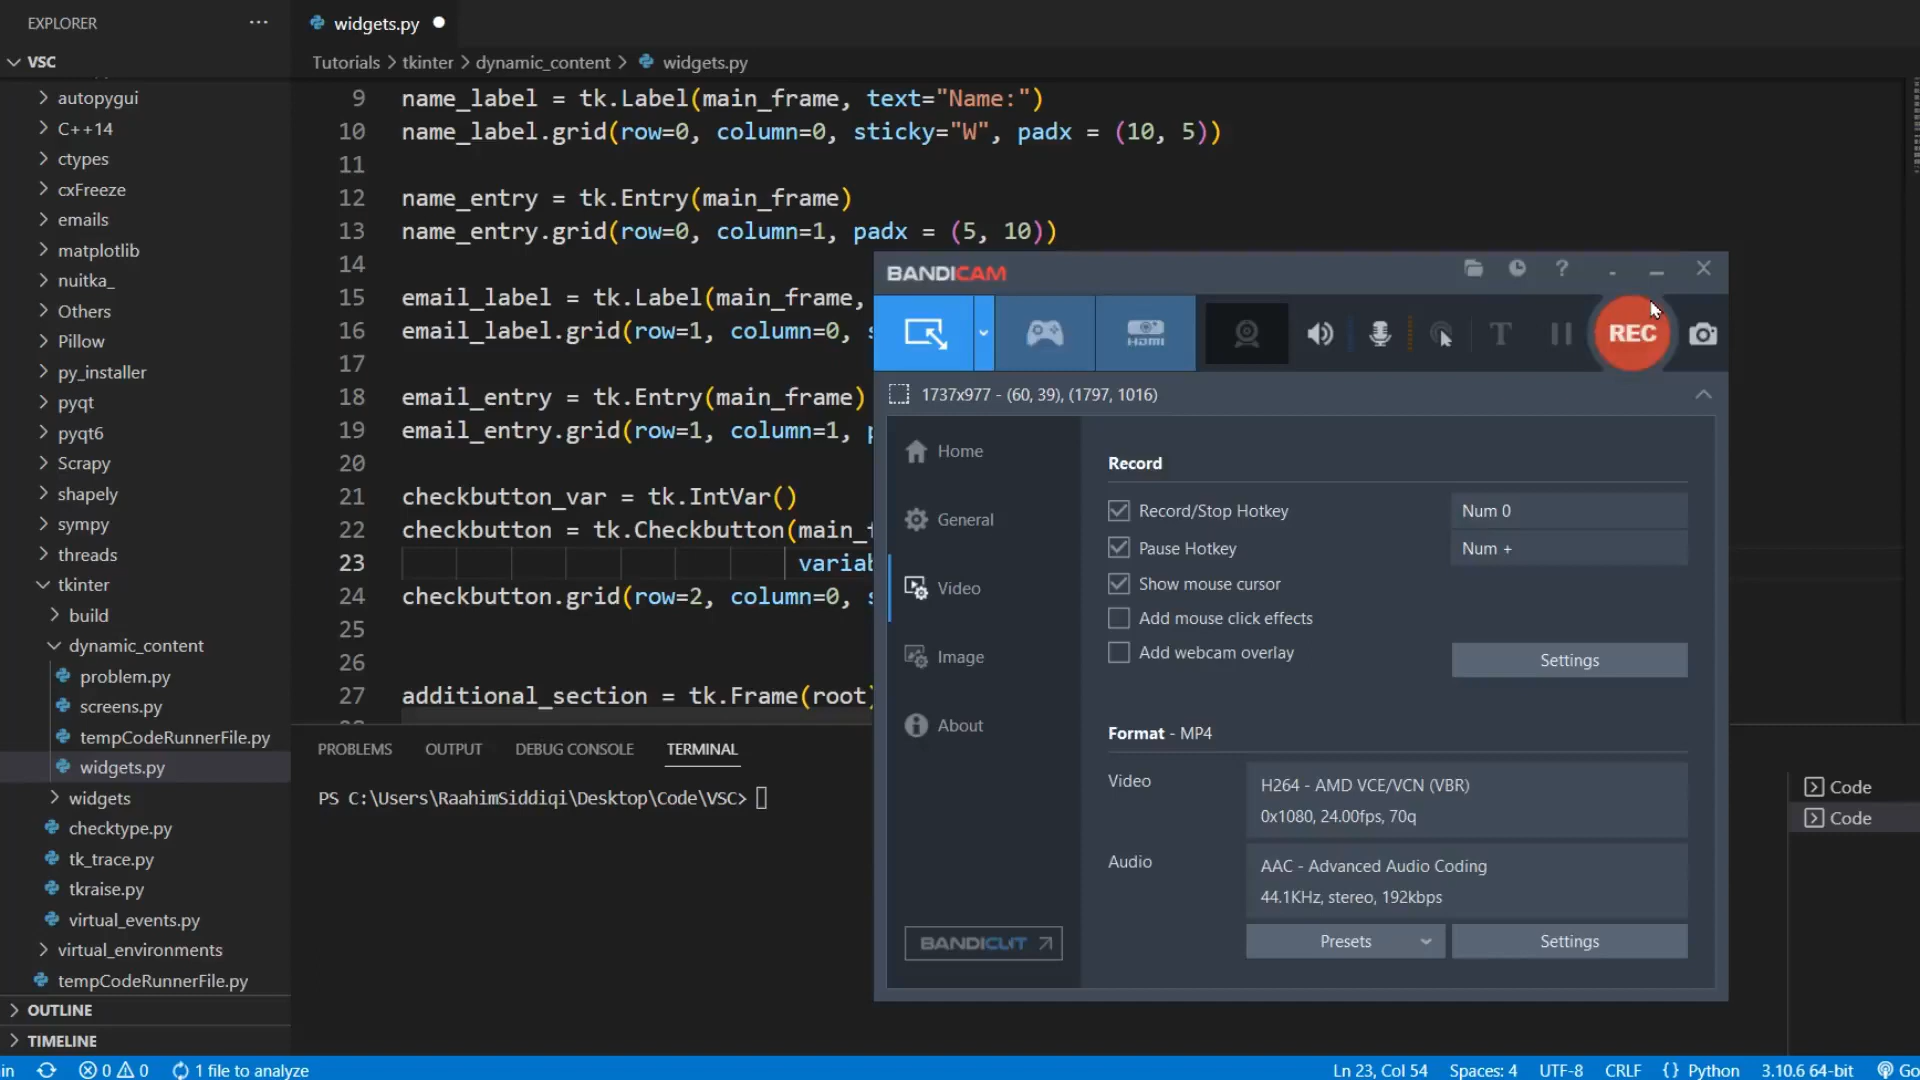 EXPLORER
VSC
autopygui
C++14
ctypes
cxFreeze
emails
matplotlib
nuitka_
Others
Pillow
py_installer
pyqt
pyqt6
Scrapy
shapely
sympy
threads
tkinter
build
dynamic_content
problem.py
screens.py
tempCodeRunnerFile.py
widgets.py
widgets
checktype.py
tk_trace.py
tkraise.py
virtual_events.py
virtual_environments
tempCodeRunnerFile.py
OUTLINE
TIMELINE
widgets.py
Tutorials > tkinter > dynamic_content > widgets.py
9 name_label = tk.Label(main_frame, text="Name:")
10 name_label.grid(row=0, column=0, sticky="W", padx = (10, 5))
11
12 name_entry = tk.Entry(main_frame)
13 name_entry.grid(row=0, column=1, padx = (5, 10))
14
15 email_label = tk.Label(main_frame,
16 email_label.grid(row=1, column=0,
17
18 email_entry = tk.Entry(main_frame)
19 email_entry.grid(row=1, column=1,
20
21 checkbutton_var = tk.IntVar()
22 checkbutton = tk.Checkbutton(main_
23 variab
24 checkbutton.grid(row=2, column=0,
25
26
27 additional_section = tk.Frame(root)
PROBLEMS OUTPUT DEBUG CONSOLE TERMINAL
PS C:\Users\RaahimSiddiqi\Desktop\Code\VSC>
Code
Code
BANDICAM
HDMI
T
REC
1737x977 - (60, 39), (1797, 1016)
Home
General
Video
Image
About
BANDICUT
Record
Record/Stop Hotkey Num 0
Pause Hotkey Num +
Show mouse cursor
Add mouse click effects
Add webcam overlay
Settings
Format - MP4
Video
H264 - AMD VCE/VCN (VBR)
0x1080, 24.00fps, 70q
Audio
AAC - Advanced Audio Coding
44.1KHz, stereo, 192kbps
Presets Settings
in 0 0 1 file to analyze Ln 23, Col 54 Spaces: 4 UTF-8 CRLF {} Python 3.10.6 64-bit Go